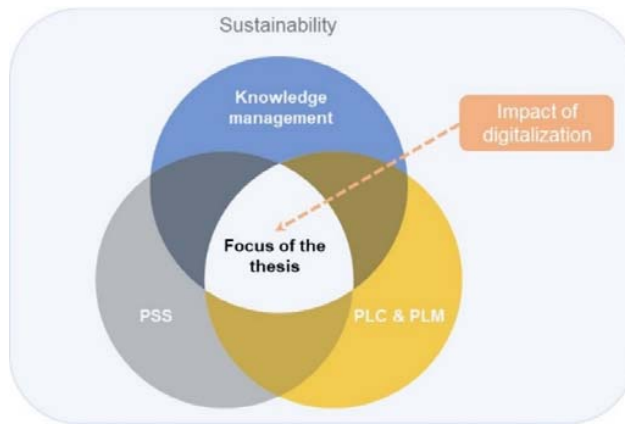 Sustainability
Knowledge
management
Impact of
digitalization
Focus of the
thesis
PSS
PLC & PLM